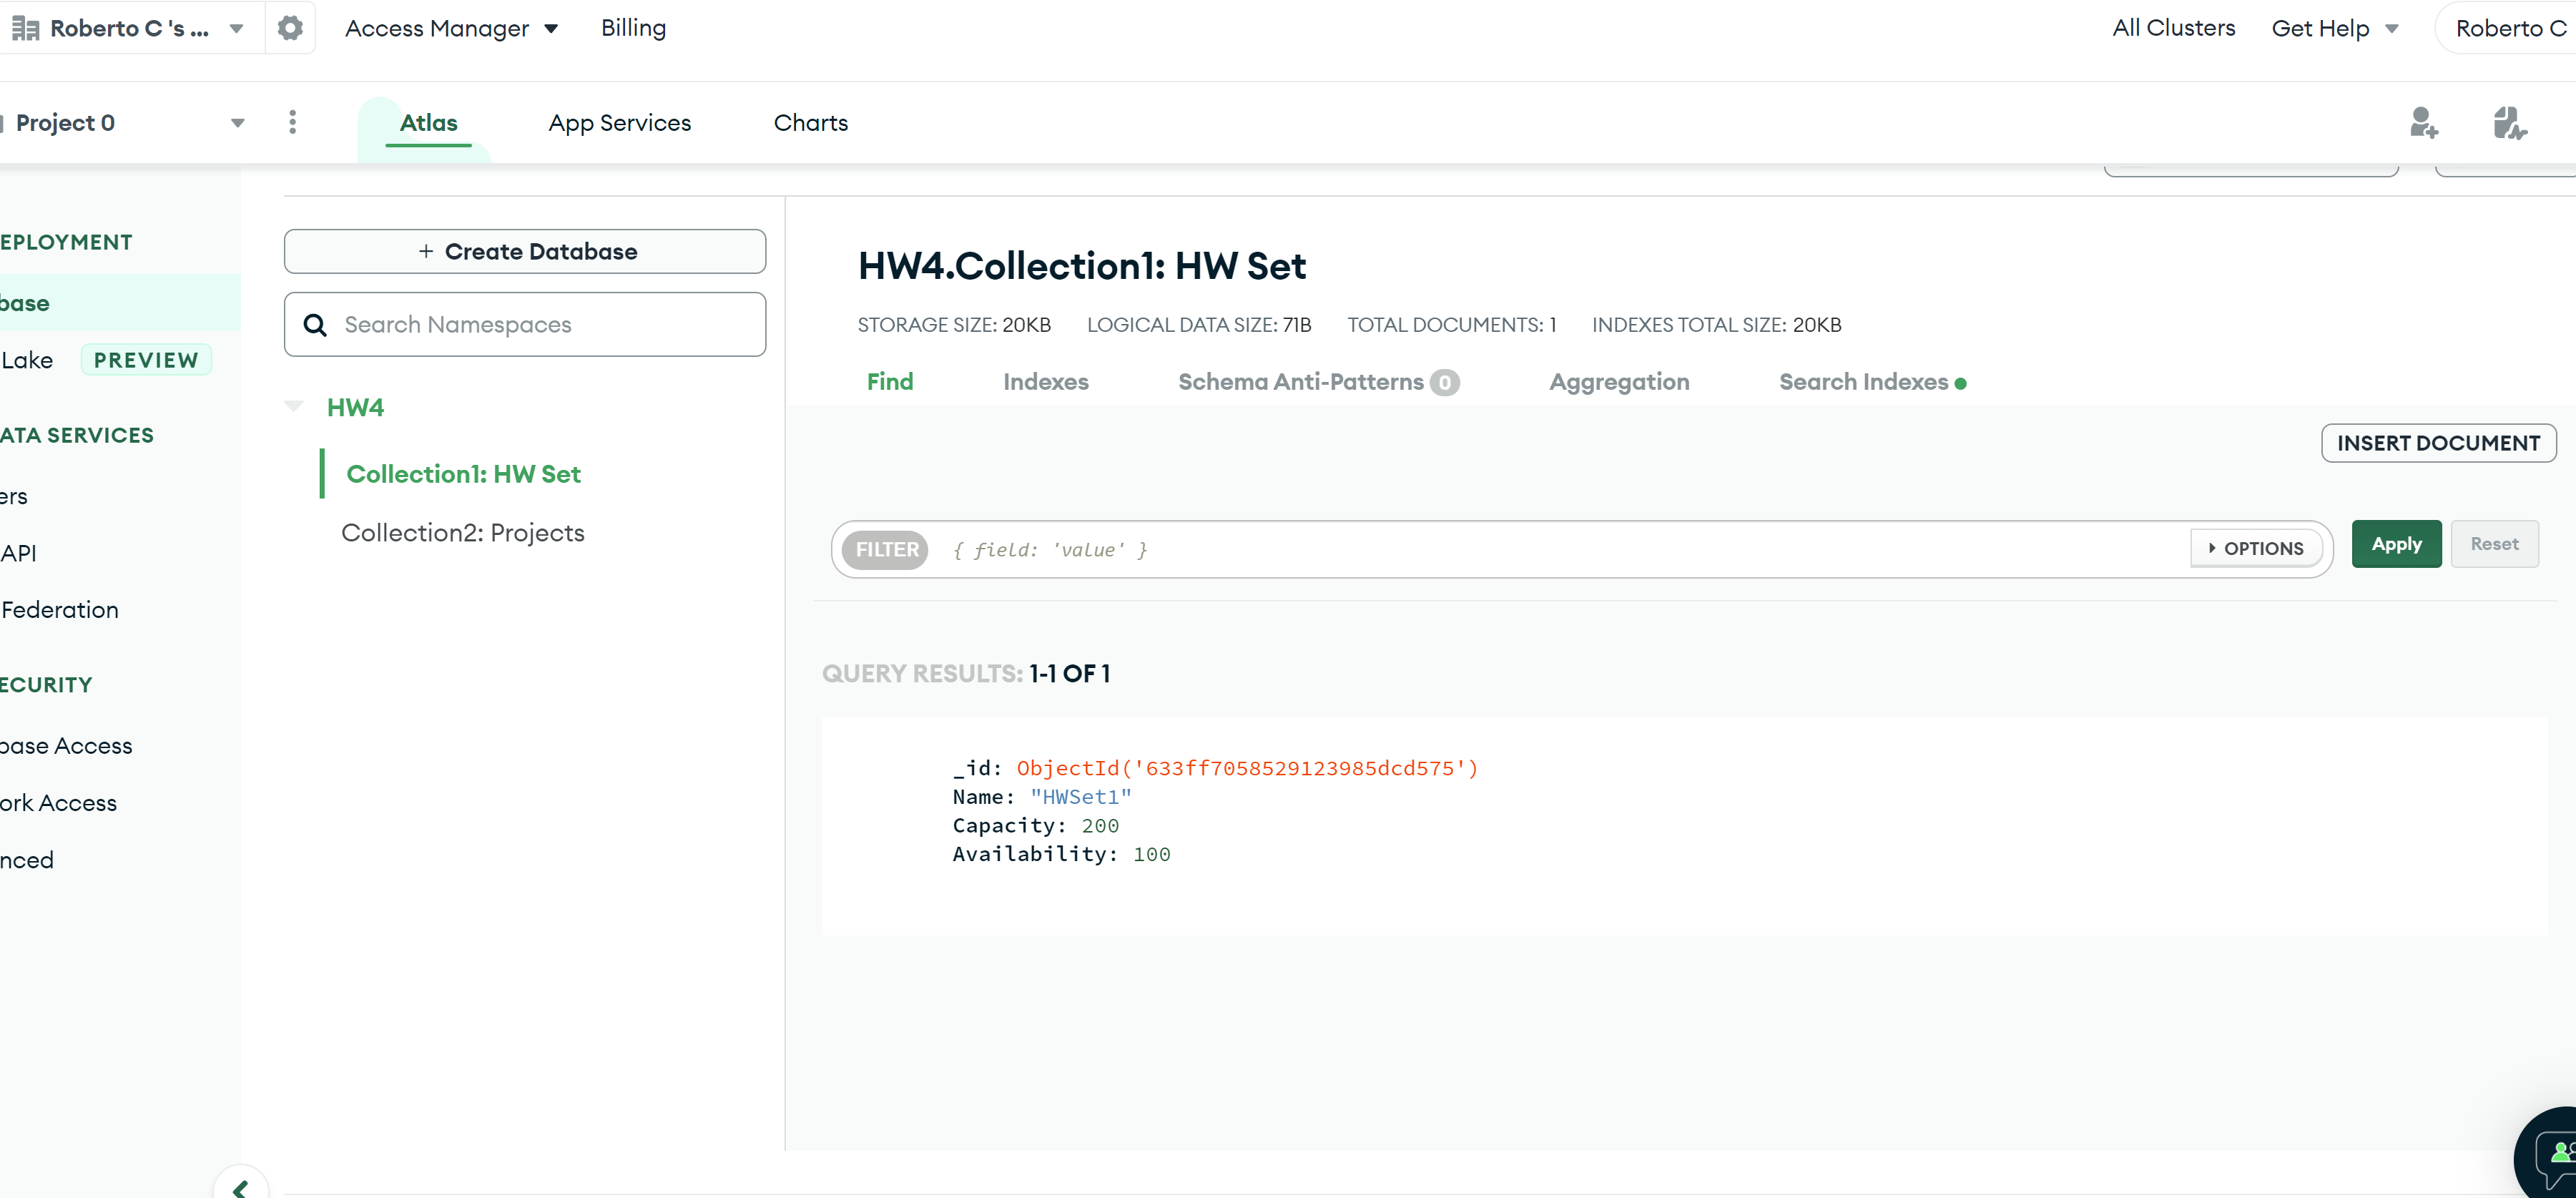 Roberto C 's ...
Access Manager
Billing
All Clusters
Get Help
Roberto C
Project 0
Atlas
App Services
Charts
EPLOYMENT
base
Lake
PREVIEW
ATA SERVICES
ers
API
Federation
ECURITY
base Access
ork Access
nced
+ Create Database
Search Namespaces
HW4
Collection1: HW Set
Collection2: Projects
HW4.Collection1: HW Set
STORAGE SIZE: 20KB
LOGICAL DATA SIZE: 71B
TOTAL DOCUMENTS: 1
INDEXES TOTAL SIZE: 20KB
Find
Indexes
Schema Anti-Patterns 0
Aggregation
Search Indexes
INSERT DOCUMENT
FILTER
{ field: 'value' }
OPTIONS
Apply
Reset
QUERY RESULTS: 1-1 OF 1
_id: ObjectId('633ff7058529123985dcd575')
Name: "HWSet1"
Capacity: 200
Availability: 100